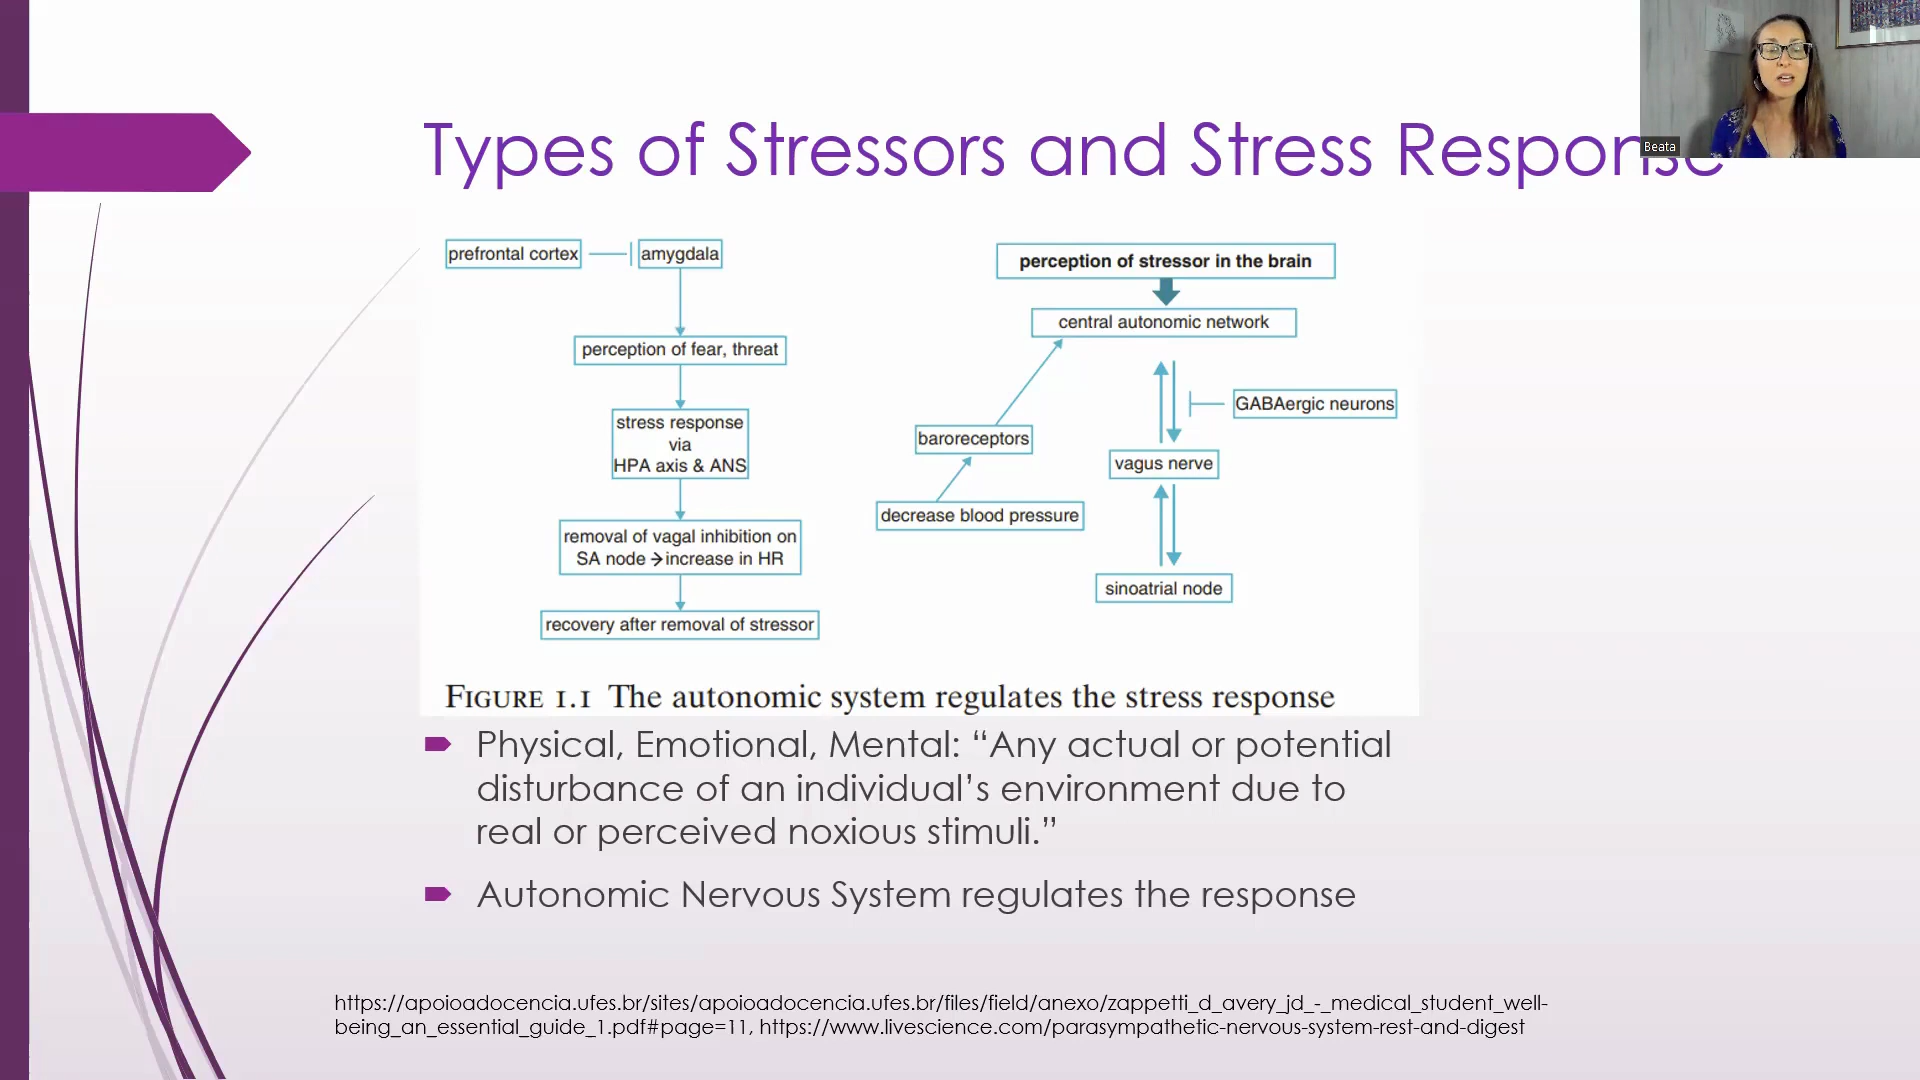 Beata
Types of Stressors and Stress Response
prefrontal cortex
amygdala
perception of fear, threat
stress response
via
HPA axis & ANS
removal of vagal inhibition on
SA node → increase in HR
recovery after removal of stressor
perception of stressor in the brain
central autonomic network
GABAergic neurons
baroreceptors
vagus nerve
decrease blood pressure
sinoatrial node
FIGURE 1.1 The autonomic system regulates the stress response
Physical, Emotional, Mental: “Any actual or potential
disturbance of an individual’s environment due to
real or perceived noxious stimuli.”
Autonomic Nervous System regulates the response
https://apoioadocencia.ufes.br/sites/apoioadocencia.ufes.br/files/field/anexo/zappetti_d_avery_jd_-_medical_student_well-
being_an_essential_guide_1.pdf#page=11, https://www.livescience.com/parasympathetic-nervous-system-rest-and-digest